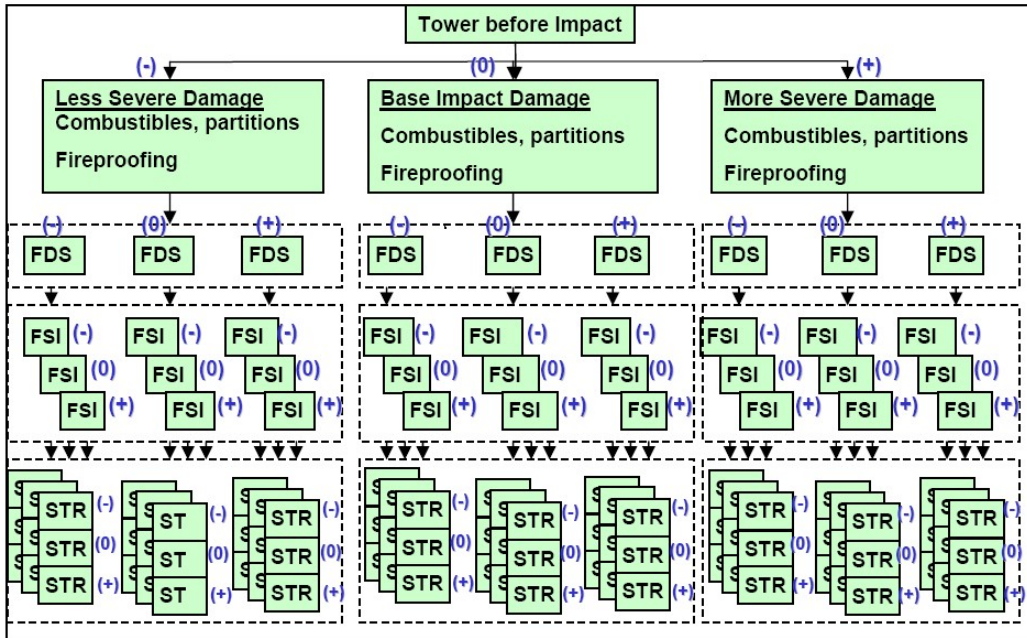 Tower before Impact
(-) (0) (+)
Less Severe Damage
Combustibles, partitions
Fireproofing
Base Impact Damage
Combustibles, partitions
Fireproofing
More Severe Damage
Combustibles, partitions
Fireproofing
(-) (0) (+) (-) (0) (+) (-) (0) (+)
FDS FDS FDS FDS FDS FDS FDS FDS FDS
FSI (-) FSI (-) FSI (-) FSI (-) FSI (-) FSI (-) FSI (-) FSI (-) FSI (-)
FSI (0) FSI (0) FSI (0) FSI (0) FSI (0) FSI (0) FSI (0) FSI (0) FSI (0)
FSI (+) FSI (+) FSI (+) FSI (+) FSI (+) FSI (+) FSI (+) FSI (+) FSI (+)
STR (-) ST (-) STR (-) STR (-) STR (-) STR (-) STR (-) STR (-) STR (-)
STR (0) ST (0) STR (0) STR (0) STR (0) STR (0) STR (0) STR (0) STR (0)
STR (+) ST (+) STR (+) STR (+) STR (+) STR (+) STR (+) STR (+) STR (+)